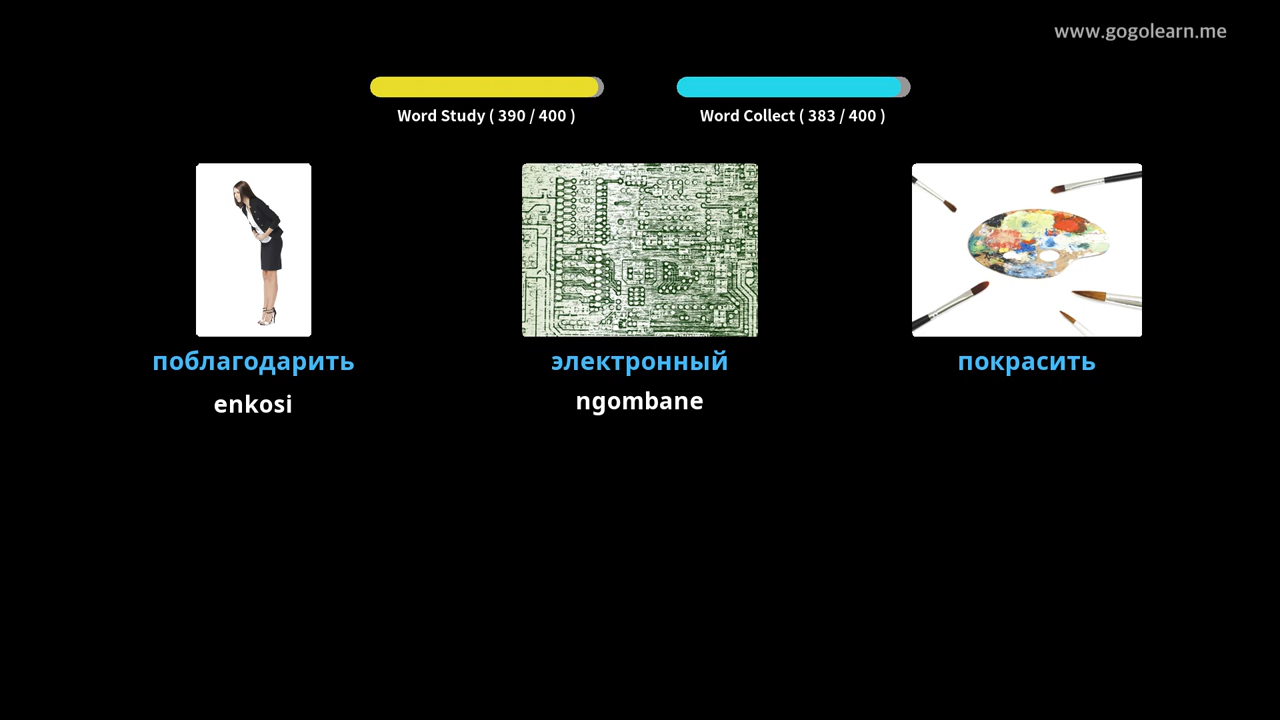 www.gogolearn.me
Word Study ( 390 / 400 )
Word Collect ( 383 / 400 )
поблагодарить
электронный
покрасить
enkosi
ngombane